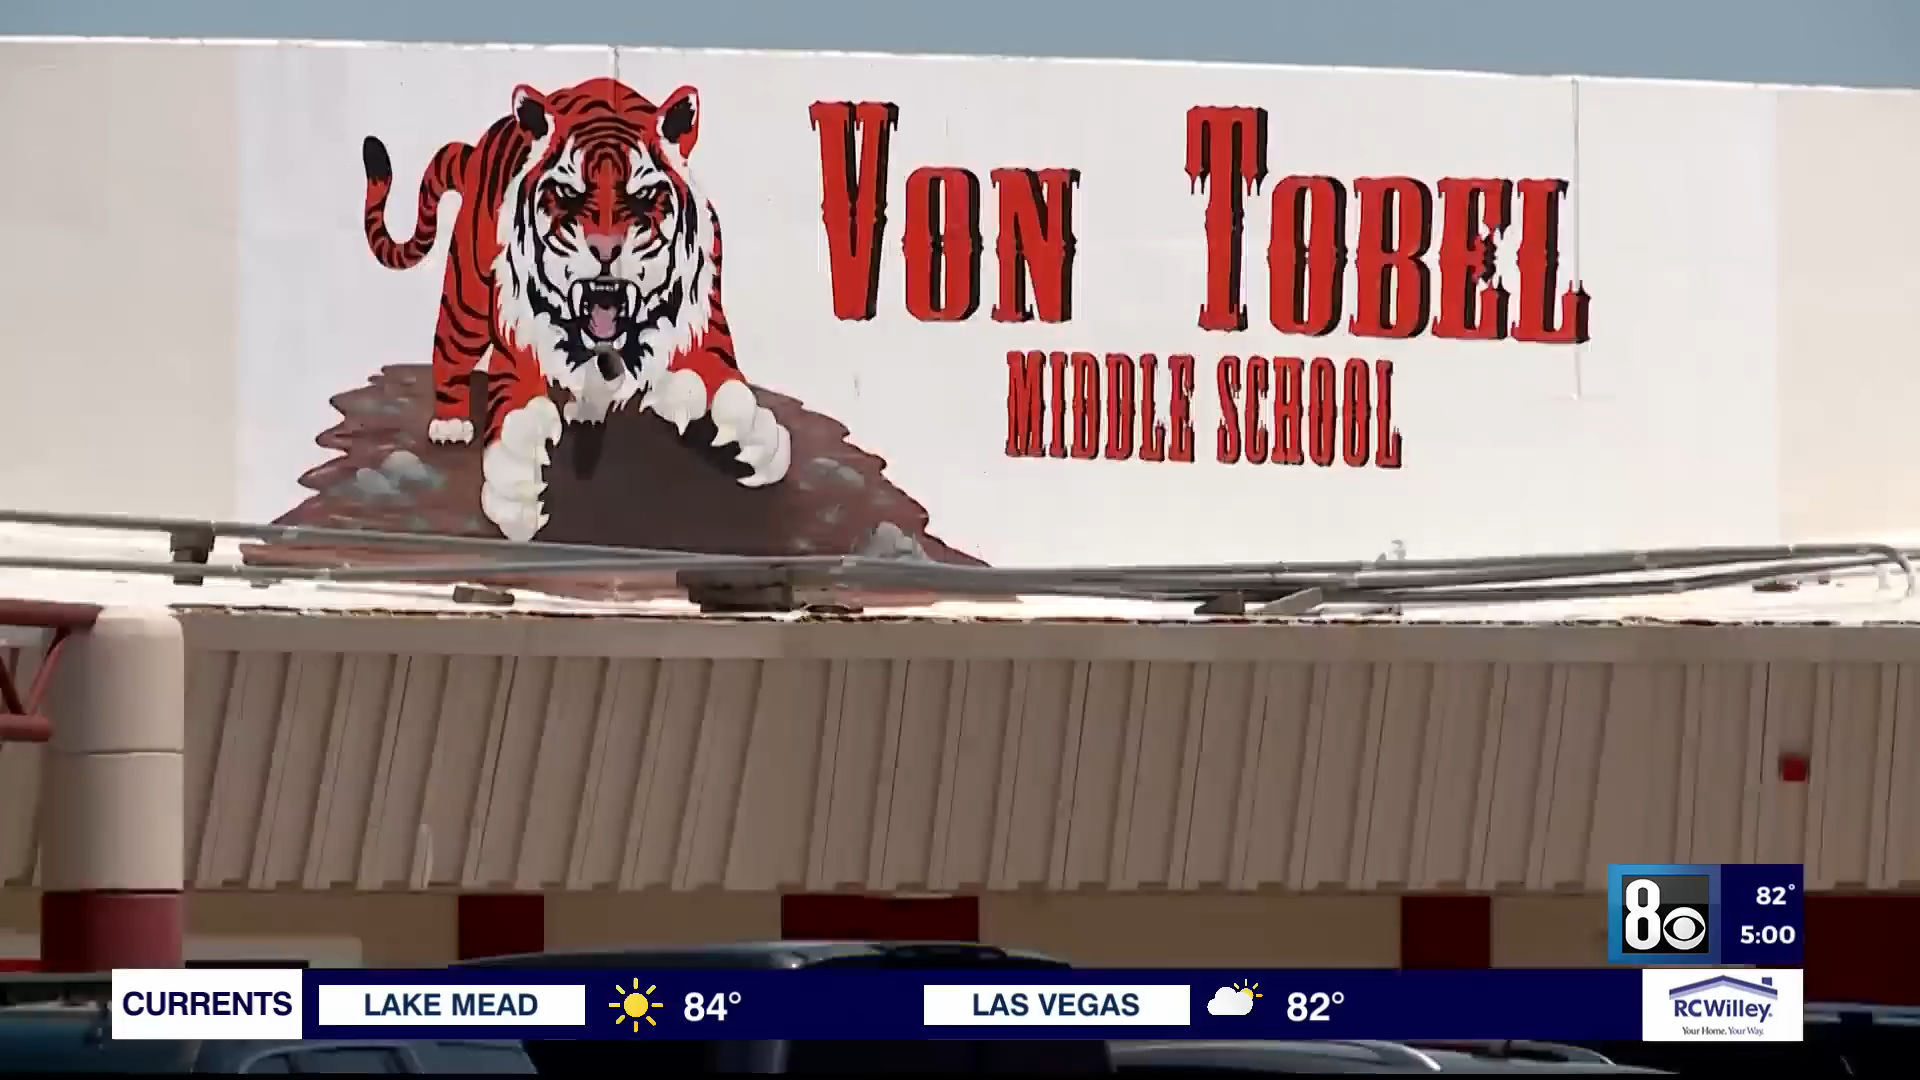 VON TOBEL
MIDDLE SCHOOL
8
82°
5:00
CURRENTS
LAKE MEAD
84°
LAS VEGAS
82°
RCWilley.
Your Home. Your Way.